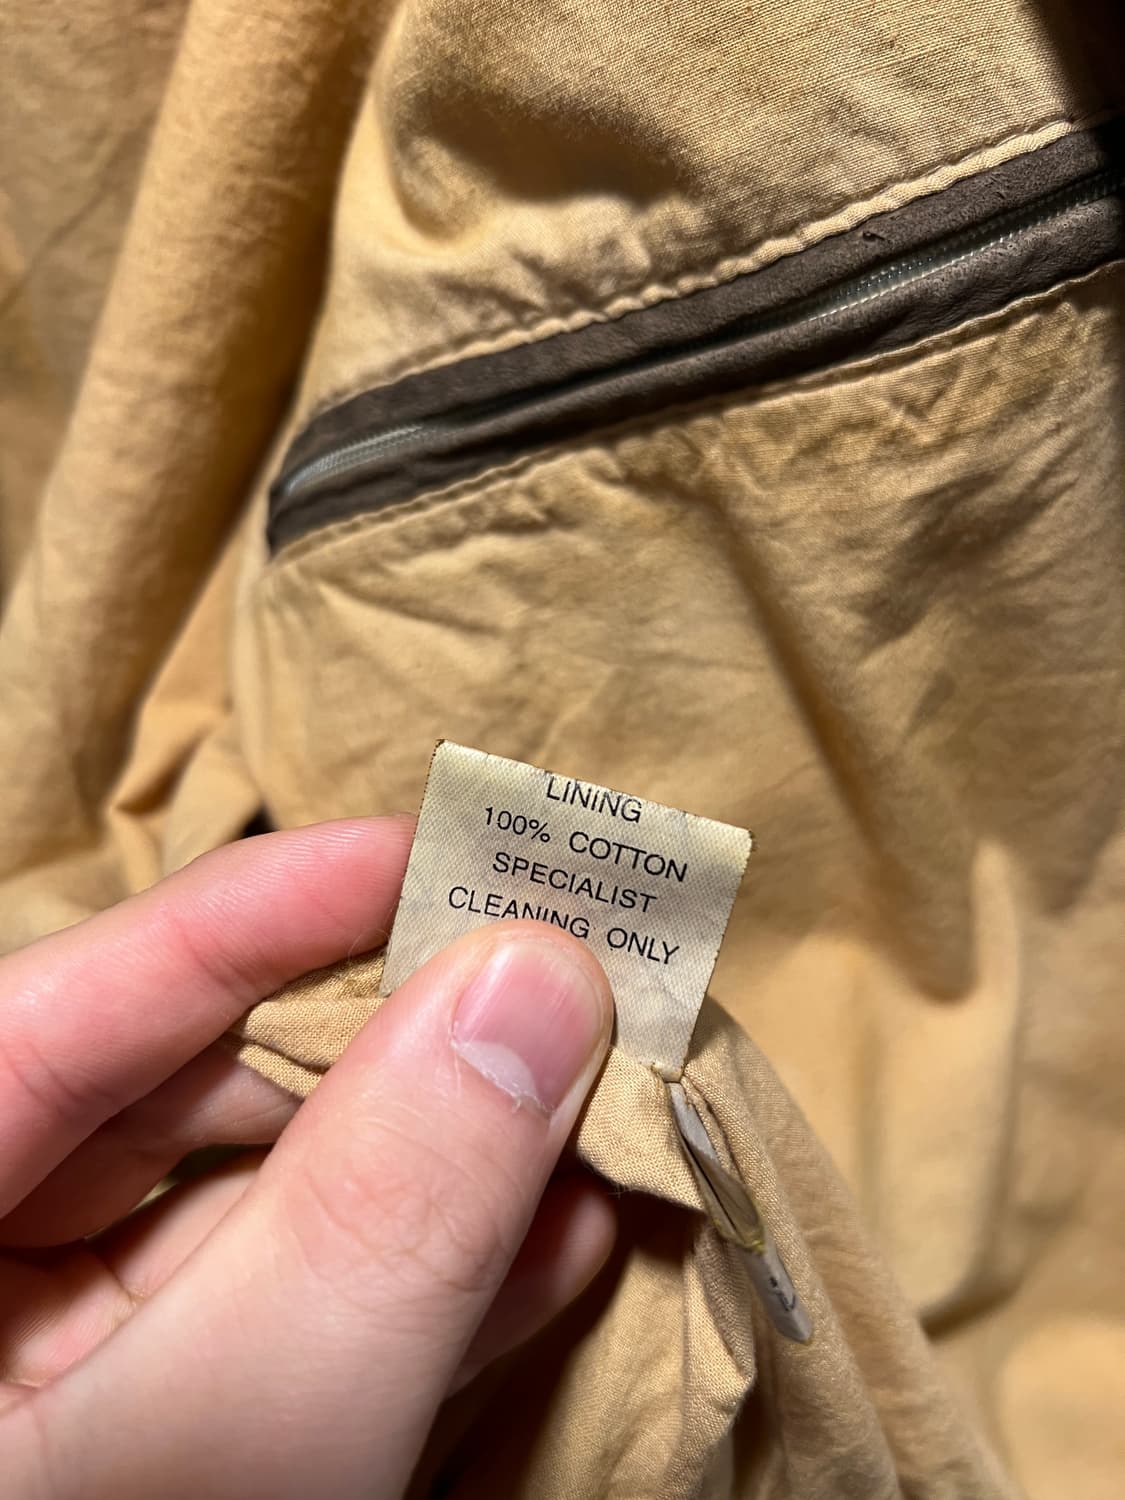 LINING
100% COTTON
SPECIALIST
CLEANING ONLY